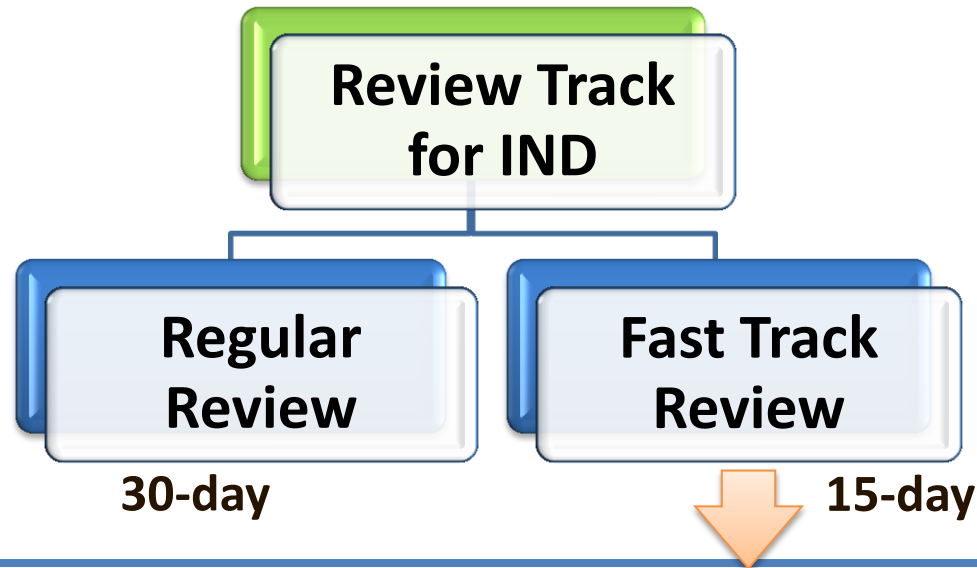 Review Track
for IND
Regular
Review
Fast Track
Review
30-day
15-day